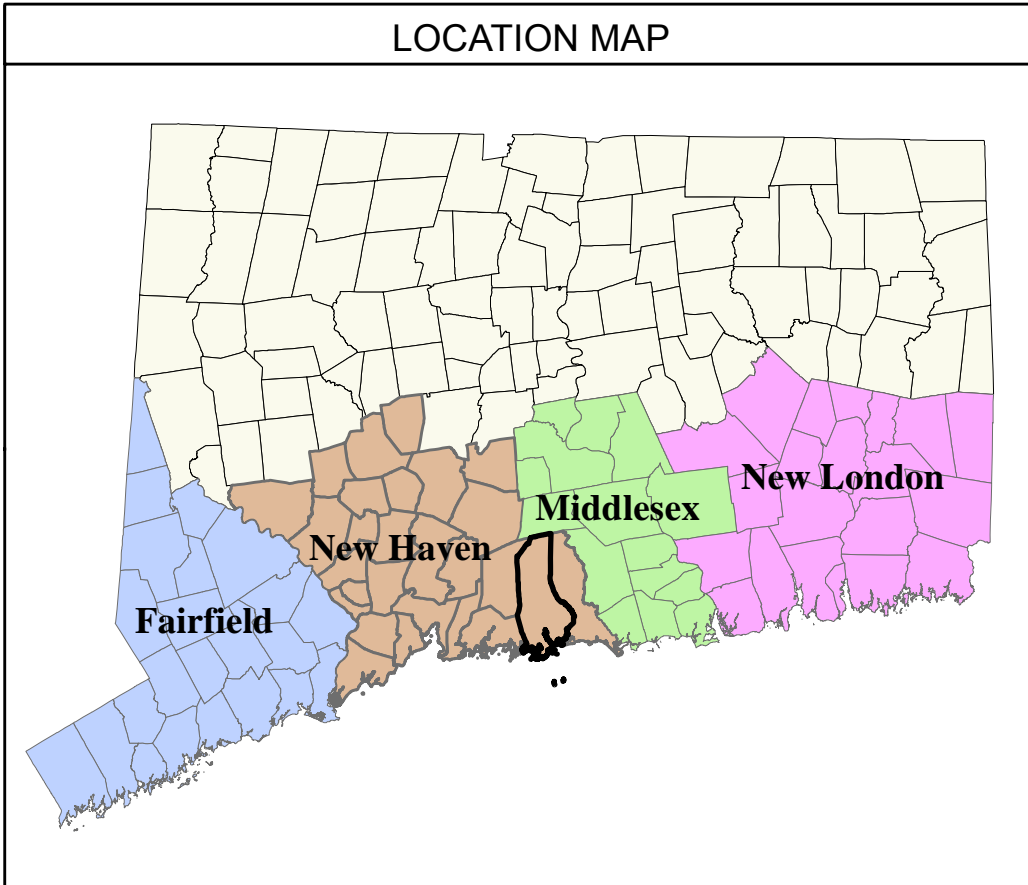 LOCATION MAP
New London
Middlesex
New Haven
Fairfield